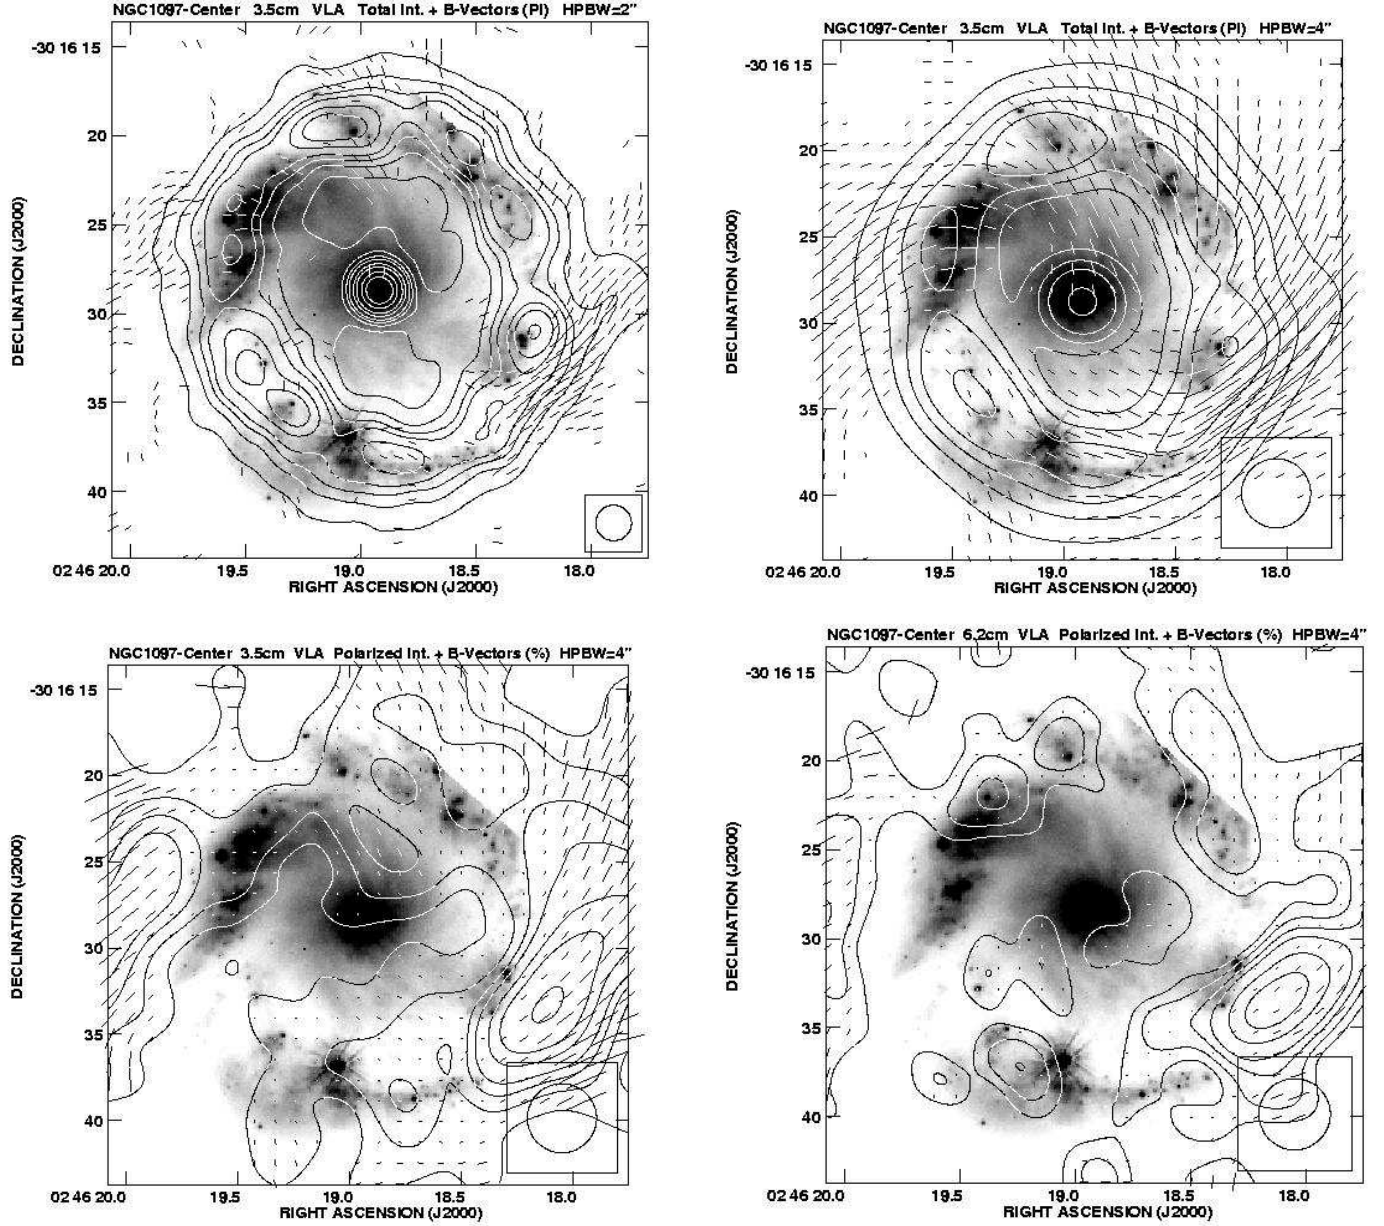 NGC1097-Center 3.5cm VLA Total Int. + B-Vectors (PI) HPBW=2"
-30 16 15
20
25
30
35
40
DECLINATION (J2000)
02 46 20.0 19.5 19.0 18.5 18.0
RIGHT ASCENSION (J2000)
NGC1097-Center 3.5cm VLA Total Int. + B-Vectors (PI) HPBW=4"
-30 16 15
20
25
30
35
40
DECLINATION (J2000)
02 46 20.0 19.5 19.0 18.5 18.0
RIGHT ASCENSION (J2000)
NGC1097-Center 3.5cm VLA Polarized Int. + B-Vectors (%) HPBW=4"
-30 16 15
20
25
30
35
40
DECLINATION (J2000)
02 46 20.0 19.5 19.0 18.5 18.0
RIGHT ASCENSION (J2000)
NGC1097-Center 6.2cm VLA Polarized Int. + B-Vectors (%) HPBW=4"
-30 16 15
20
25
30
35
40
DECLINATION (J2000)
02 46 20.0 19.5 19.0 18.5 18.0
RIGHT ASCENSION (J2000)